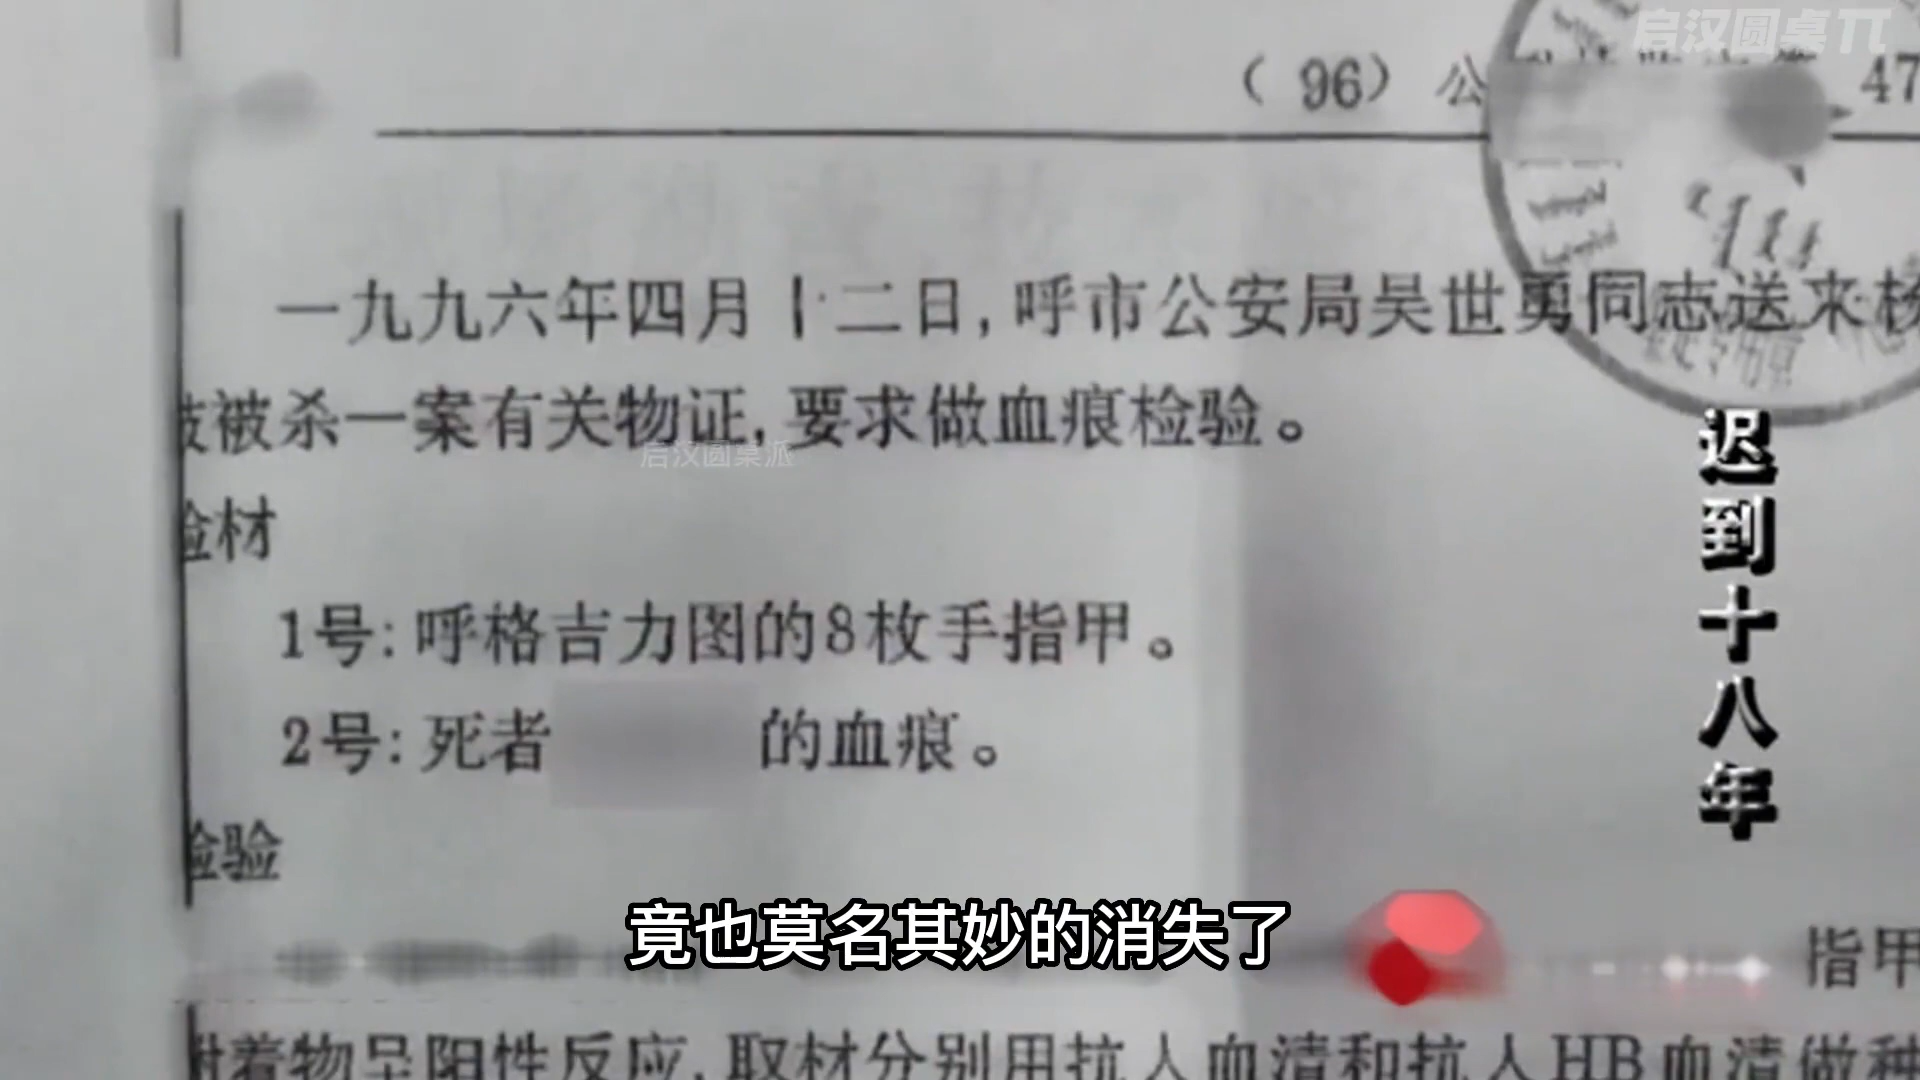 启汉圆桌π
（96）公 47
一九九六年四月十二日，呼市公安局吴世勇同志送来杨
被杀一案有关物证，要求做血痕检验。
启汉圆桌派
检材
1号：呼格吉力图的8枚手指甲。
2号：死者 的血痕。
检验
迟到十八年
竟也莫名其妙的消失了
指甲
附着物呈阳性反应，取材分别用抗人血清和抗人HB血清做种